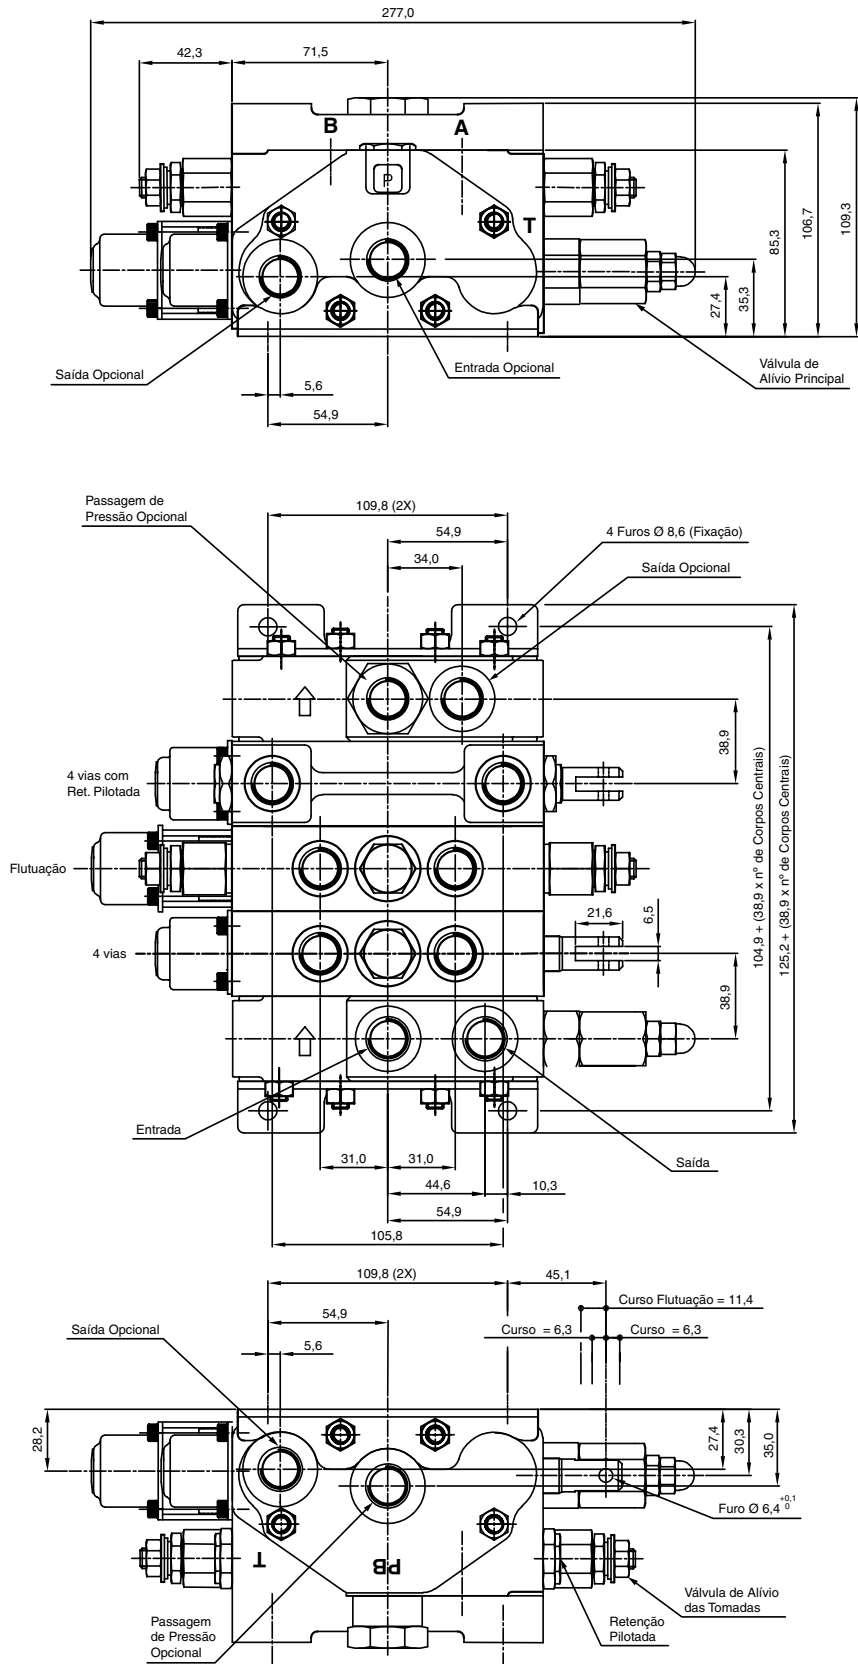 277,0
42,3
71,5
B
A
P
T
27,4
35,3
85,3
106,7
109,3
Saída Opcional
Entrada Opcional
Válvula de
Alívio Principal
5,6
54,9
Passagem de
Pressão Opcional
109,8 (2X)
54,9
34,0
4 Furos Ø 8,6 (Fixação)
Saída Opcional
38,9
4 vias com
Ret. Pilotada
Flutuação
4 vias
21,6
6,5
38,9
104,9 + (38,9 x nº de Corpos Centrais)
125,2 + (38,9 x nº de Corpos Centrais)
Entrada
Saída
31,0
31,0
44,6
10,3
54,9
105,8
109,8 (2X)
45,1
Curso Flutuação = 11,4
54,9
Curso = 6,3
Curso = 6,3
Saída Opcional
5,6
28,2
27,4
30,3
35,0
Furo Ø 6,4 +0,1 0
T
PB
Passagem
de Pressão
Opcional
Retenção
Pilotada
Válvula de Alívio
das Tomadas